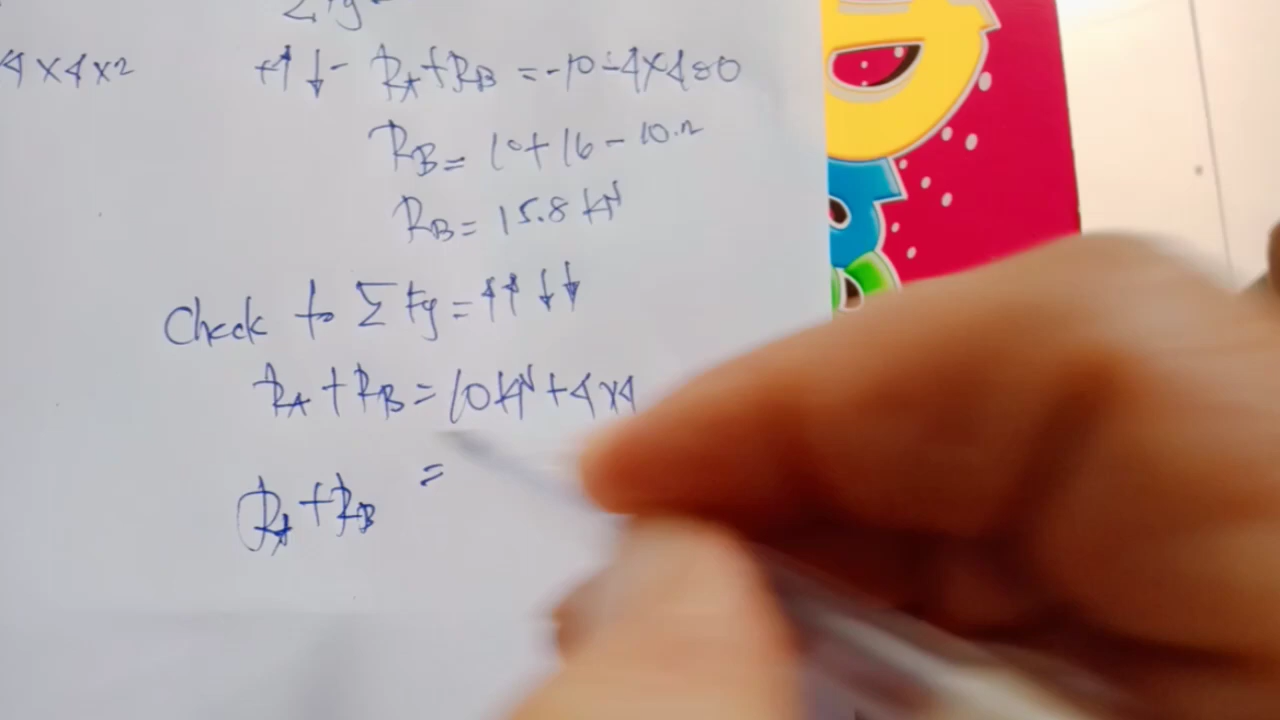 4×4×2
+↑ ↓- RA+RB = -10-4×4=0
RB = 10+16-10.2
RB = 15.8 kN
Check to ΣFy = ↑↑ ↓↓
RA+RB = 10kN+4×4
RA+RB =